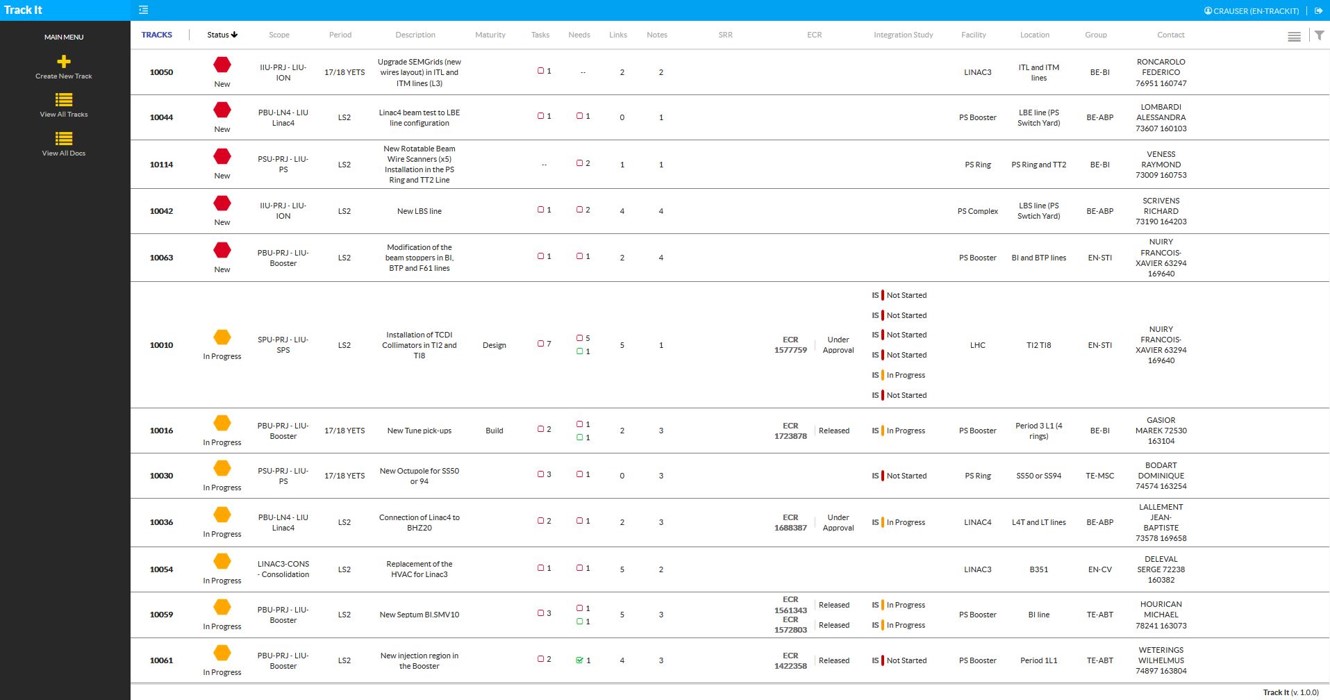 Track It
CRAUSER (EN-TRACKIT)
MAIN MENU
Create New Track
View All Tracks
View All Docs
TRACKS Status Scope Period Description Maturity Tasks Needs Links Notes SRR ECR Integration Study Facility Location Group Contact
10050
New
IIU-PRJ - LIU-
ION
17/18 YETS
Upgrade SEMGrids (new
wires layout) in ITL and
ITM lines (L3)
1
--
2
2
LINAC3
ITL and ITM
lines
BE-BI
RONCAROLO
FEDERICO
76951 160747
10044
New
PBU-LN4 - LIU
Linac4
LS2
Linac4 beam test to LBE
line configuration
1
1
0
1
PS Booster
LBE line (PS
Switch Yard)
BE-ABP
LOMBARDI
ALESSANDRA
73607 160103
10114
New
PSU-PRJ - LIU-
PS
LS2
New Rotatable Beam
Wire Scanners (x5)
Installation in the PS
Ring and TT2 Line
--
2
1
1
PS Ring
PS Ring and TT2
BE-BI
VENESS
RAYMOND
73009 160753
10042
New
IIU-PRJ - LIU-
ION
LS2
New LBS line
1
2
4
4
PS Complex
LBS line (PS
Swtich Yard)
BE-ABP
SCRIVENS
RICHARD
73190 164203
10063
New
PBU-PRJ - LIU-
Booster
LS2
Modification of the
beam stoppers in BI,
BTP and F61 lines
1
1
2
4
PS Booster
BI and BTP lines
EN-STI
NUIRY
FRANCOIS-
XAVIER 63294
169640
10010
In Progress
SPU-PRJ - LIU-
SPS
LS2
Installation of TCDI
Collimators in TI2 and
TI8
Design
7
5
1
5
1
ECR
1577759
Under
Approval
IS Not Started
IS Not Started
IS Not Started
IS Not Started
IS In Progress
IS Not Started
LHC
TI2 TI8
EN-STI
NUIRY
FRANCOIS-
XAVIER 63294
169640
10016
In Progress
PBU-PRJ - LIU-
Booster
17/18 YETS
New Tune pick-ups
Build
2
1
1
2
3
ECR
1723878
Released
IS In Progress
PS Booster
Period 3 L1 (4
rings)
BE-BI
GASIOR
MAREK 72530
163104
10030
In Progress
PSU-PRJ - LIU-
PS
17/18 YETS
New Octupole for SS50
or 94
3
1
0
3
IS Not Started
PS Ring
SS50 or SS94
TE-MSC
BODART
DOMINIQUE
74574 163254
10036
In Progress
PBU-LN4 - LIU
Linac4
LS2
Connection of Linac4 to
BHZ20
2
1
2
3
ECR
1688387
Under
Approval
IS In Progress
LINAC4
L4T and LT lines
BE-ABP
LALLEMENT
JEAN-
BAPTISTE
73578 169658
10054
In Progress
LINAC3-CONS
- Consolidation
LS2
Replacement of the
HVAC for Linac3
1
1
5
2
LINAC3
B351
EN-CV
DELEVAL
SERGE 72238
160382
10059
In Progress
PBU-PRJ - LIU-
Booster
LS2
New Septum BI.SMV10
3
1
1
5
3
ECR
1561343
Released
ECR
1572803
Released
IS In Progress
IS In Progress
PS Booster
BI line
TE-ABT
HOURICAN
MICHAEL
78241 163073
10061
In Progress
PBU-PRJ - LIU-
Booster
LS2
New injection region in
the Booster
2
1
4
3
ECR
1422358
Released
IS Not Started
PS Booster
Period 1L1
TE-ABT
WETERINGS
WILHELMUS
74897 163804
Track It (v. 1.0.0)